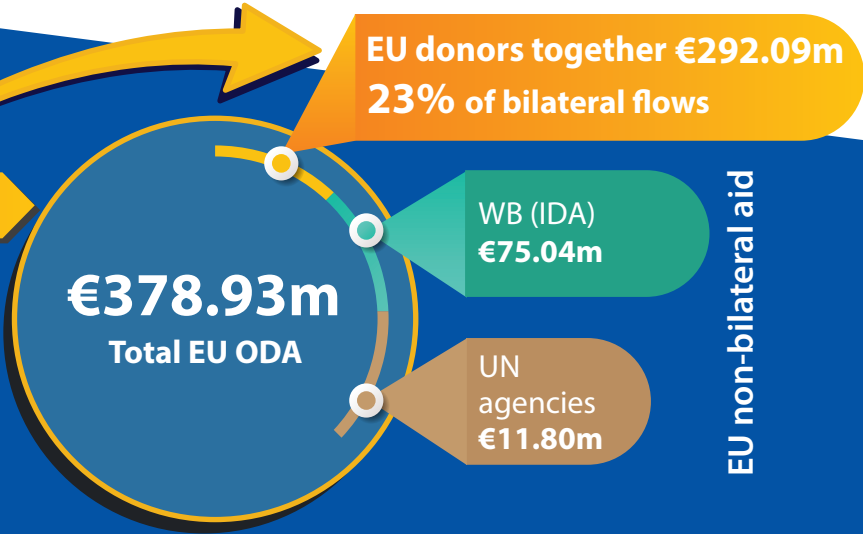 EU donors together €292.09m
23% of bilateral flows
WB (IDA)
€75.04m
€378.93m
Total EU ODA
UN
agencies
€11.80m
EU non-bilateral aid